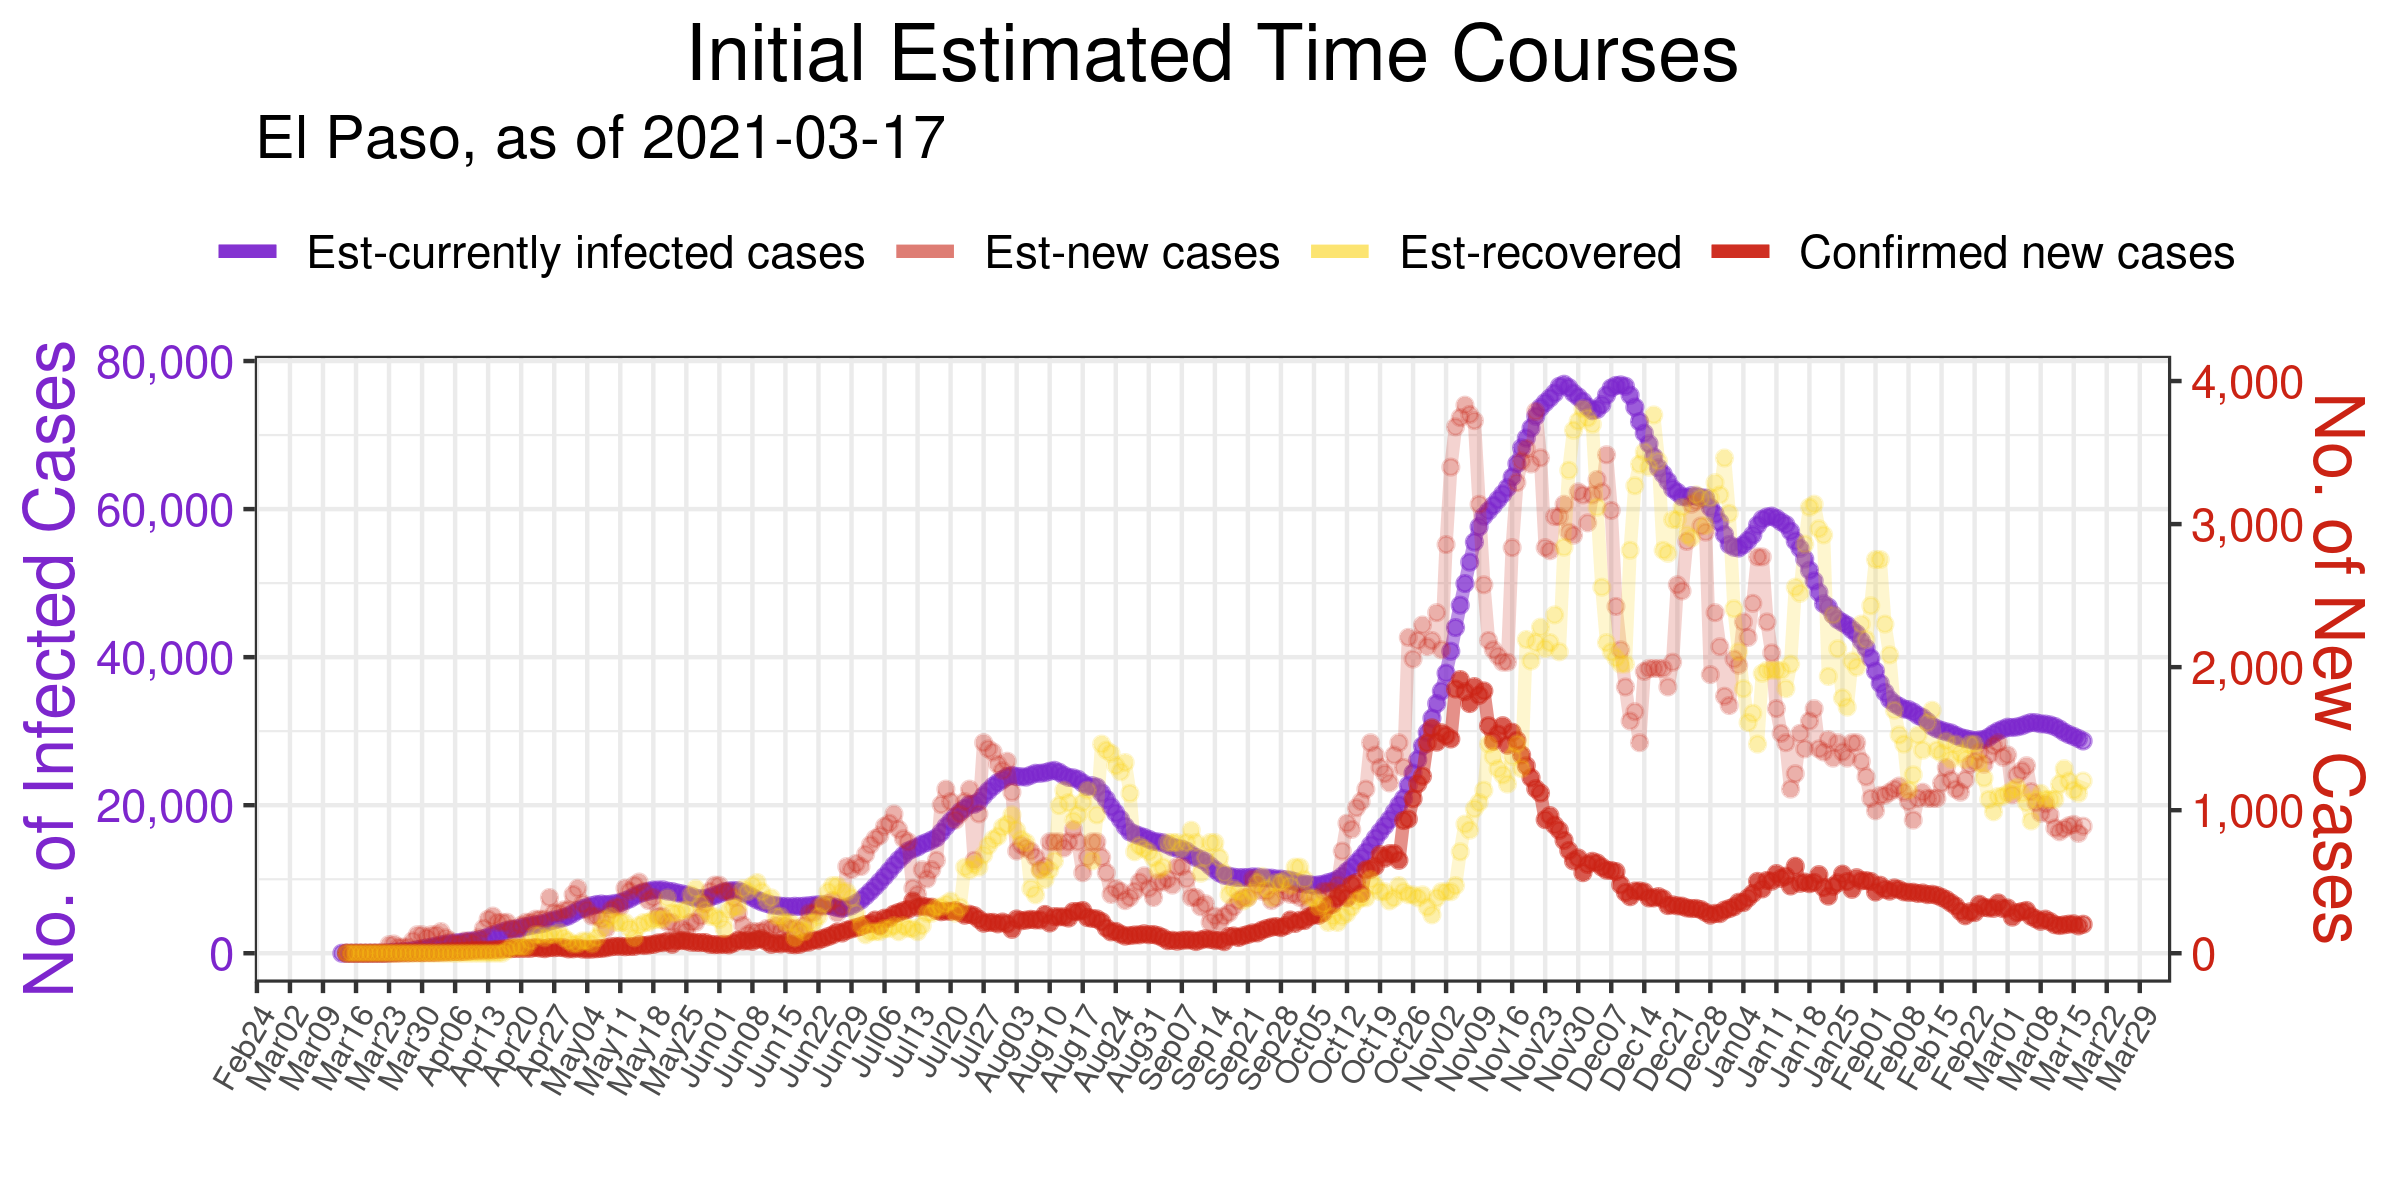 Initial Estimated Time Courses
El Paso, as of 2021-03-17
Est-currently infected cases Est-new cases Est-recovered Confirmed new cases
No. of Infected Cases
80,000
60,000
40,000
20,000
0
4,000
3,000
2,000
1,000
0
No. of New Cases
Feb24
Mar02
Mar09
Mar16
Mar23
Mar30
Apr06
Apr13
Apr20
Apr27
May04
May11
May18
May25
Jun01
Jun08
Jun15
Jun22
Jun29
Jul06
Jul13
Jul20
Jul27
Aug03
Aug10
Aug17
Aug24
Aug31
Sep07
Sep14
Sep21
Sep28
Oct05
Oct12
Oct19
Oct26
Nov02
Nov09
Nov16
Nov23
Nov30
Dec07
Dec14
Dec21
Dec28
Jan04
Jan11
Jan18
Jan25
Feb01
Feb08
Feb15
Feb22
Mar01
Mar08
Mar15
Mar22
Mar29